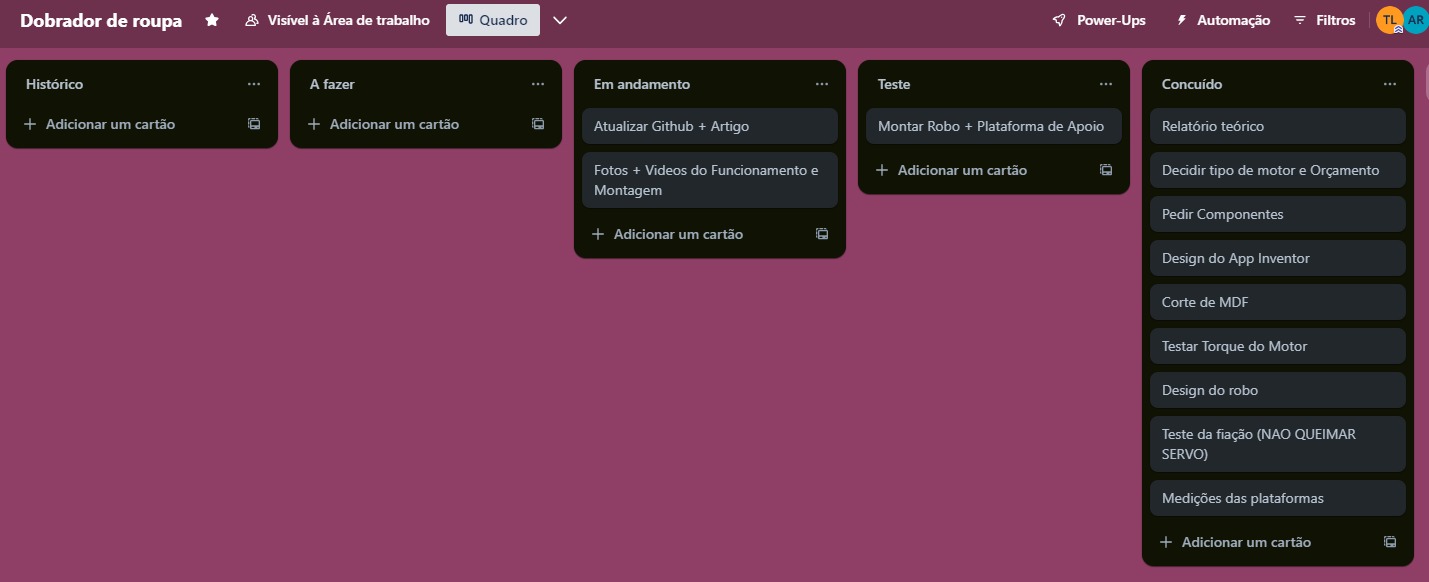 Dobrador de roupa
Visível à Área de trabalho
Quadro
Power-Ups
Automação
Filtros
TL
AR
Histórico
Adicionar um cartão
A fazer
Adicionar um cartão
Em andamento
Atualizar Github + Artigo
Fotos + Videos do Funcionamento e
Montagem
Adicionar um cartão
Teste
Montar Robo + Plataforma de Apoio
Adicionar um cartão
Concuído
Relatório teórico
Decidir tipo de motor e Orçamento
Pedir Componentes
Design do App Inventor
Corte de MDF
Testar Torque do Motor
Design do robo
Teste da fiação (NAO QUEIMAR
SERVO)
Medições das plataformas
Adicionar um cartão